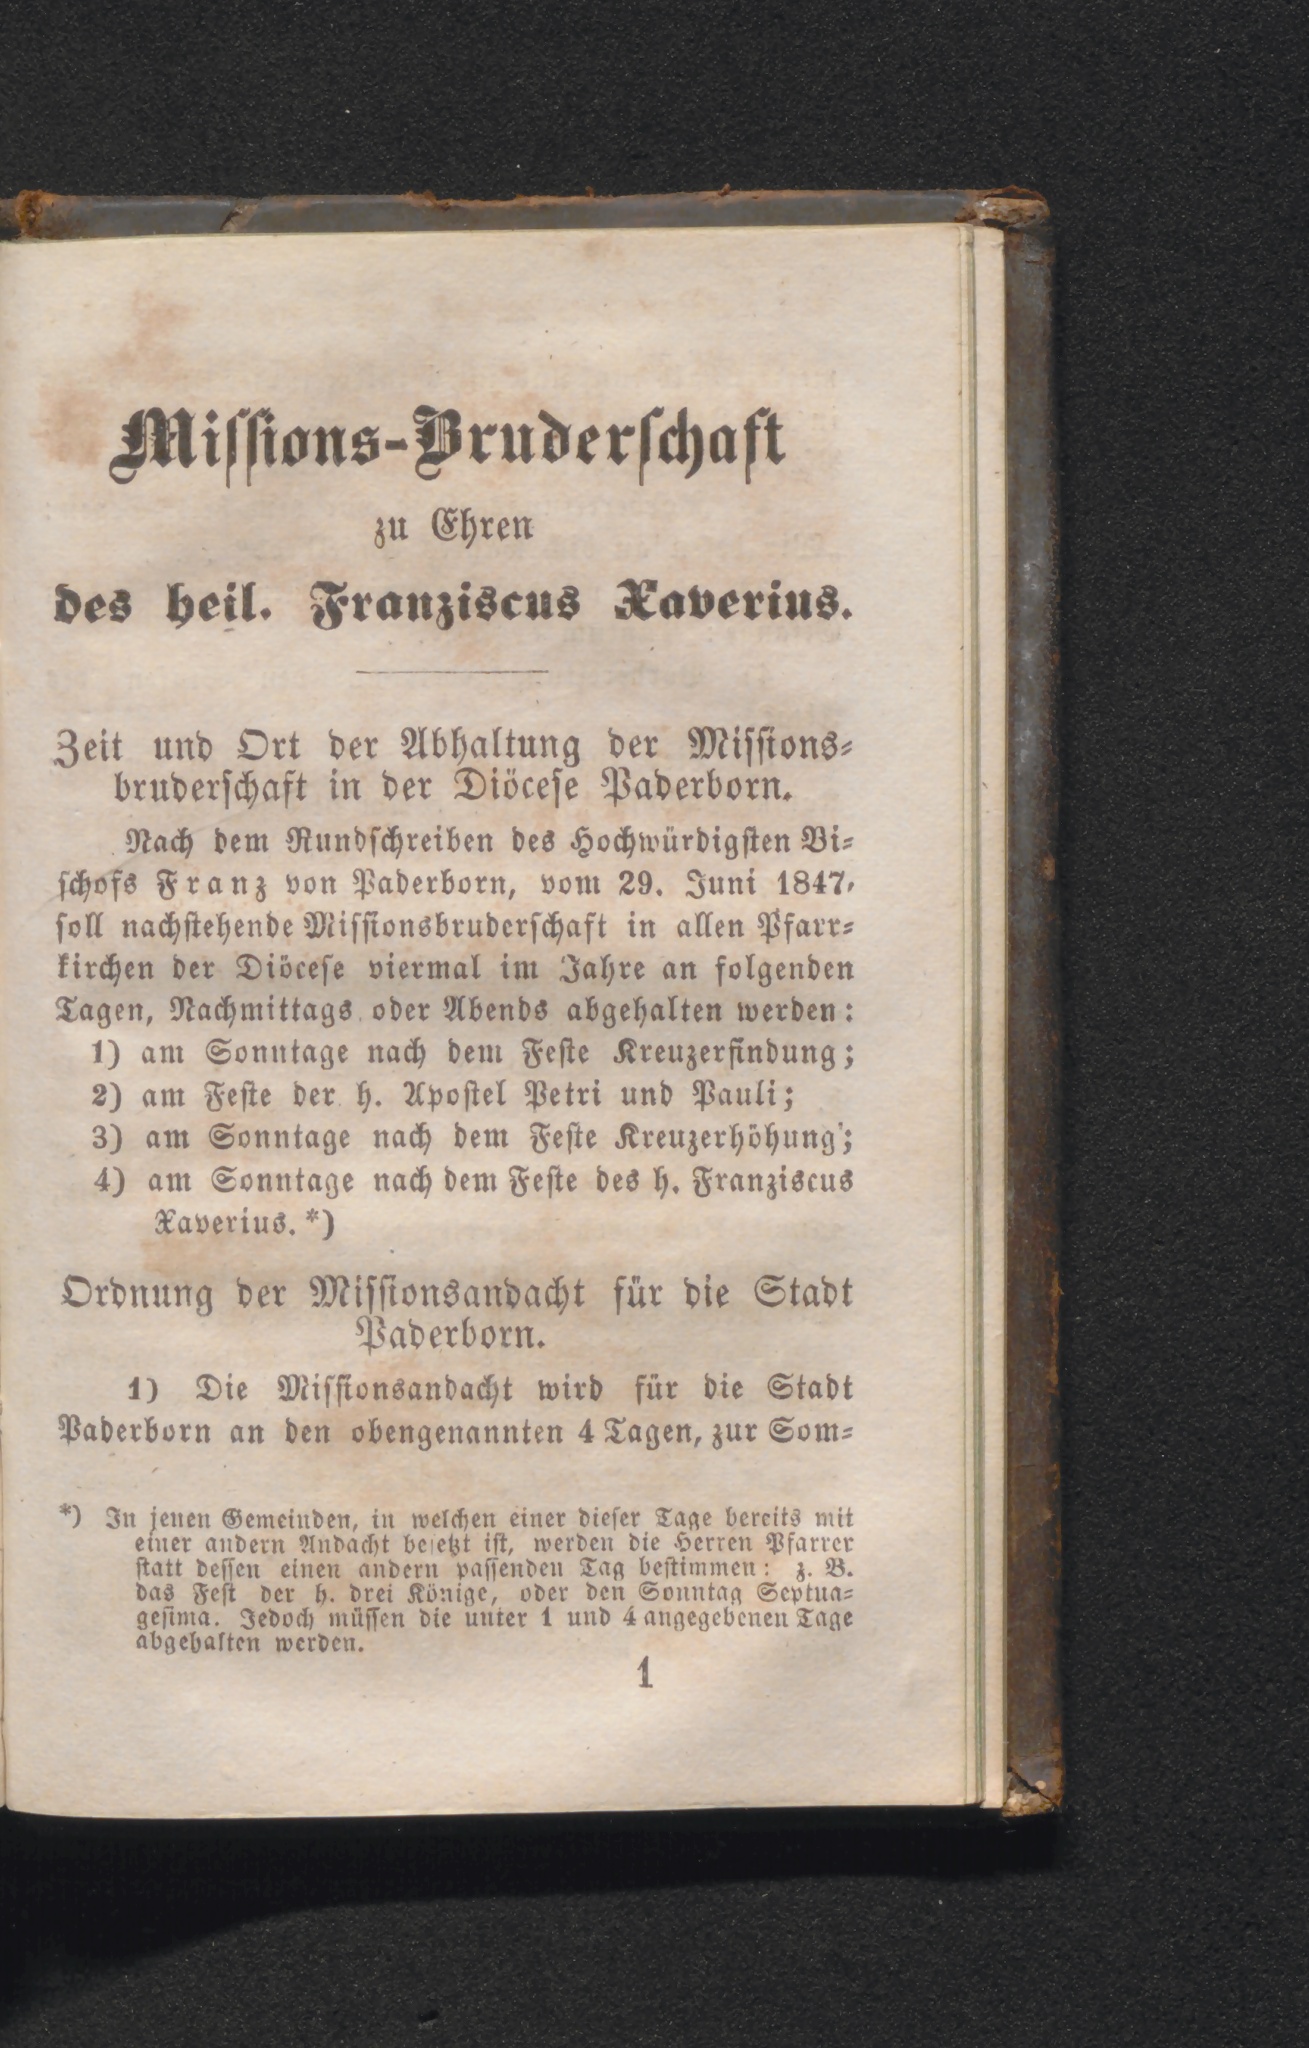 Missions-Bruderschaft
zu Ehren
des heil. Franziscus Xaverius.
Zeit und Ort der Abhaltung der Missions-
bruderschaft in der Diöcese Paderborn.
Nach dem Rundschreiben des Hochwürdigsten Bi-
schofs Franz von Paderborn, vom 29. Juni 1847,
soll nachstehende Missionsbruderschaft in allen Pfarr-
kirchen der Diöcese viermal im Jahre an folgenden
Tagen, Nachmittags oder Abends abgehalten werden:
1) am Sonntage nach dem Feste Kreuzerfindung;
2) am Feste der h. Apostel Petri und Pauli;
3) am Sonntage nach dem Feste Kreuzerhöhung;
4) am Sonntage nach dem Feste des h. Franziscus
Xaverius. *)
Ordnung der Missionsandacht für die Stadt
Paderborn.
1) Die Missionsandacht wird für die Stadt
Paderborn an den obengenannten 4 Tagen, zur Som-
*) In jenen Gemeinden, in welchen einer dieser Tage bereits mit
einer andern Andacht besetzt ist, werden die Herren Pfarrer
statt dessen einen andern passenden Tag bestimmen: z. B.
das Fest der h. drei Könige, oder den Sonntag Septua-
gesima. Jedoch müssen die unter 1 und 4 angegebenen Tage
abgehalten werden.
1